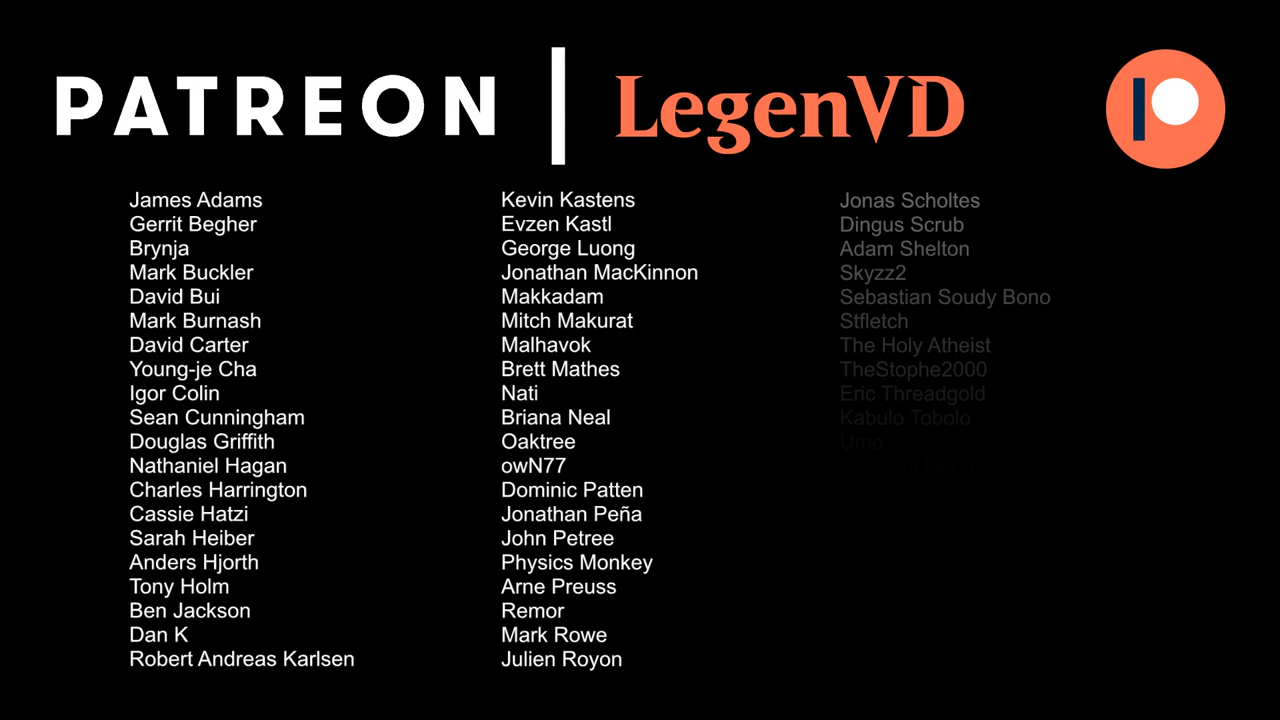 PATREON | LegenVD
James Adams
Gerrit Begher
Brynja
Mark Buckler
David Bui
Mark Burnash
David Carter
Young-je Cha
Igor Colin
Sean Cunningham
Douglas Griffith
Nathaniel Hagan
Charles Harrington
Cassie Hatzi
Sarah Heiber
Anders Hjorth
Tony Holm
Ben Jackson
Dan K
Robert Andreas Karlsen
Kevin Kastens
Evzen Kastl
George Luong
Jonathan MacKinnon
Makkadam
Mitch Makurat
Malhavok
Brett Mathes
Nati
Briana Neal
Oaktree
owN77
Dominic Patten
Jonathan Peña
John Petree
Physics Monkey
Arne Preuss
Remor
Mark Rowe
Julien Royon
Jonas Scholtes
Dingus Scrub
Adam Shelton
Skyzz2
Sebastian Soudy Bono
Stfletch
The Holy Atheist
TheStophe2000
Eric Threadgold
Kabulo Tobolo
Umo